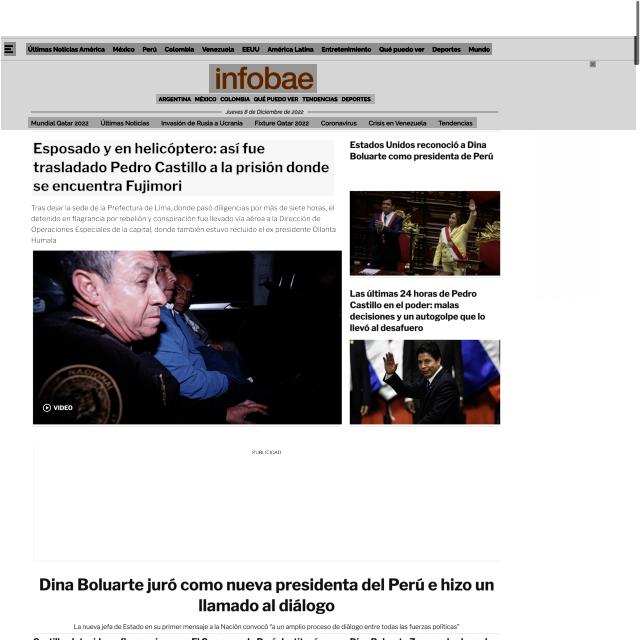 Últimas Noticias América México Perú Colombia Venezuela EEUU América Latina Entretenimiento Qué puedo ver Deportes Mundo
infobae
ARGENTINA MÉXICO COLOMBIA QUÉ PUEDO VER TENDENCIAS DEPORTES
Jueves 8 de Diciembre de 2022
Mundial Qatar 2022 Últimas Noticias Invasión de Rusia a Ucrania Fixture Qatar 2022 Coronavirus Crisis en Venezuela Tendencias
Esposado y en helicóptero: así fue
trasladado Pedro Castillo a la prisión donde
se encuentra Fujimori
Tras dejar la sede de la Prefectura de Lima, donde pasó diligencias por más de siete horas, el
detenido en flagrancia por rebelión y conspiración fue llevado vía aérea a la Dirección de
Operaciones Especiales de la capital, donde también estuvo recluido el ex presidente Ollanta
Humala
VIDEO
Estados Unidos reconoció a Dina
Boluarte como presidenta de Perú
Las últimas 24 horas de Pedro
Castillo en el poder: malas
decisiones y un autogolpe que lo
llevó al desafuero
PUBLICIDAD
Dina Boluarte juró como nueva presidenta del Perú e hizo un
llamado al diálogo
La nueva jefa de Estado en su primer mensaje a la Nación convocó "a un amplio proceso de diálogo entre todas las fuerzas políticas"